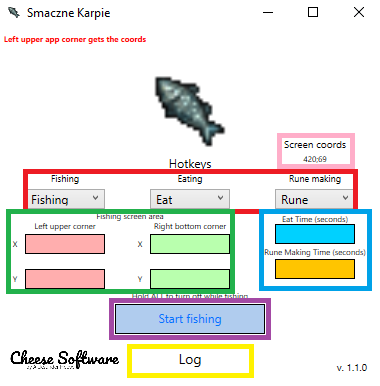 Smaczne Karpie
Left upper app corner gets the coords
Screen coords
420;69
Hotkeys
Fishing Eating Rune making
Fishing Eat Rune
Fishing screen area
Left upper corner Right bottom corner
X X
Y Y
Eat Time (seconds)
Rune Making Time (seconds)
Hold ALT to turn off while fishing
Start fishing
Log
Cheese Software
v. 1.1.0